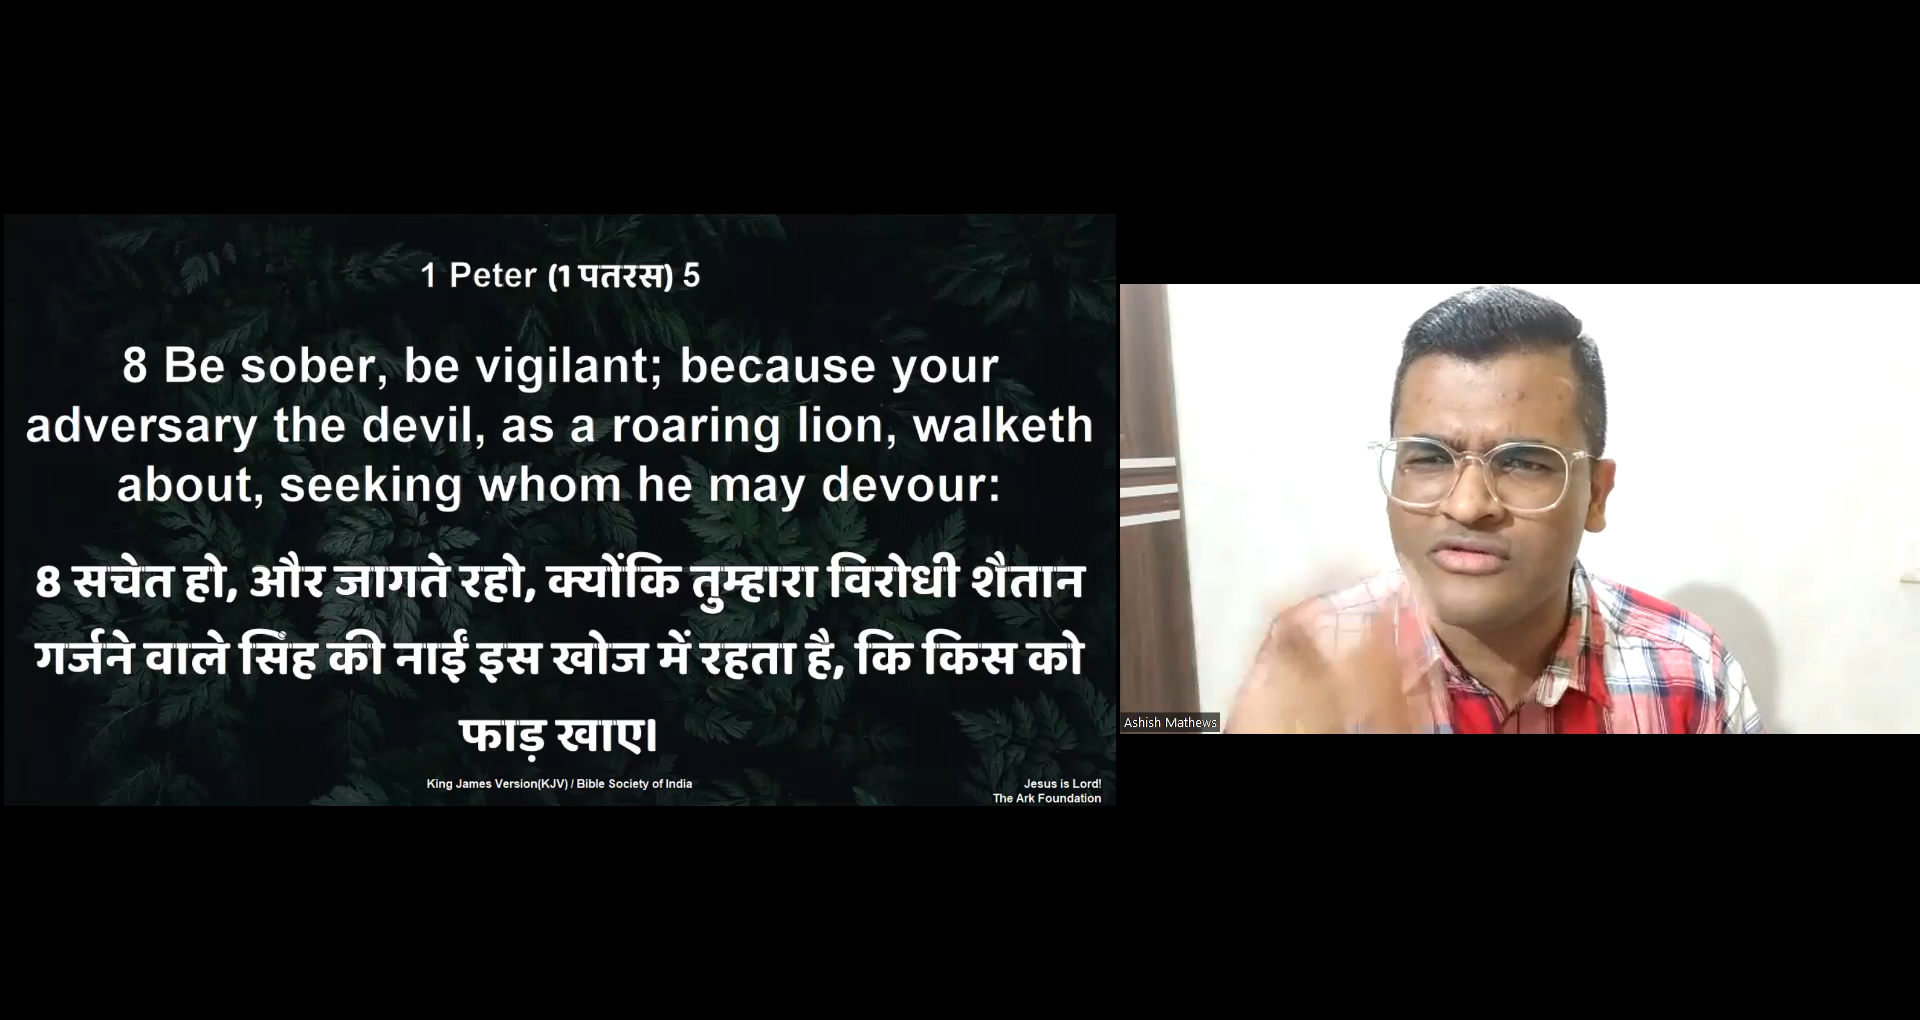 1 Peter (1 पतरस) 5
8 Be sober, be vigilant; because your
adversary the devil, as a roaring lion, walketh
about, seeking whom he may devour:
8 सचेत हो, और जागते रहो, क्योंकि तुम्हारा विरोधी शैतान
गर्जने वाले सिंह की नाईं इस खोज में रहता है, कि किस को
फाड़ खाए।
King James Version(KJV) / Bible Society of India
Jesus is Lord!
The Ark Foundation
Ashish Mathews